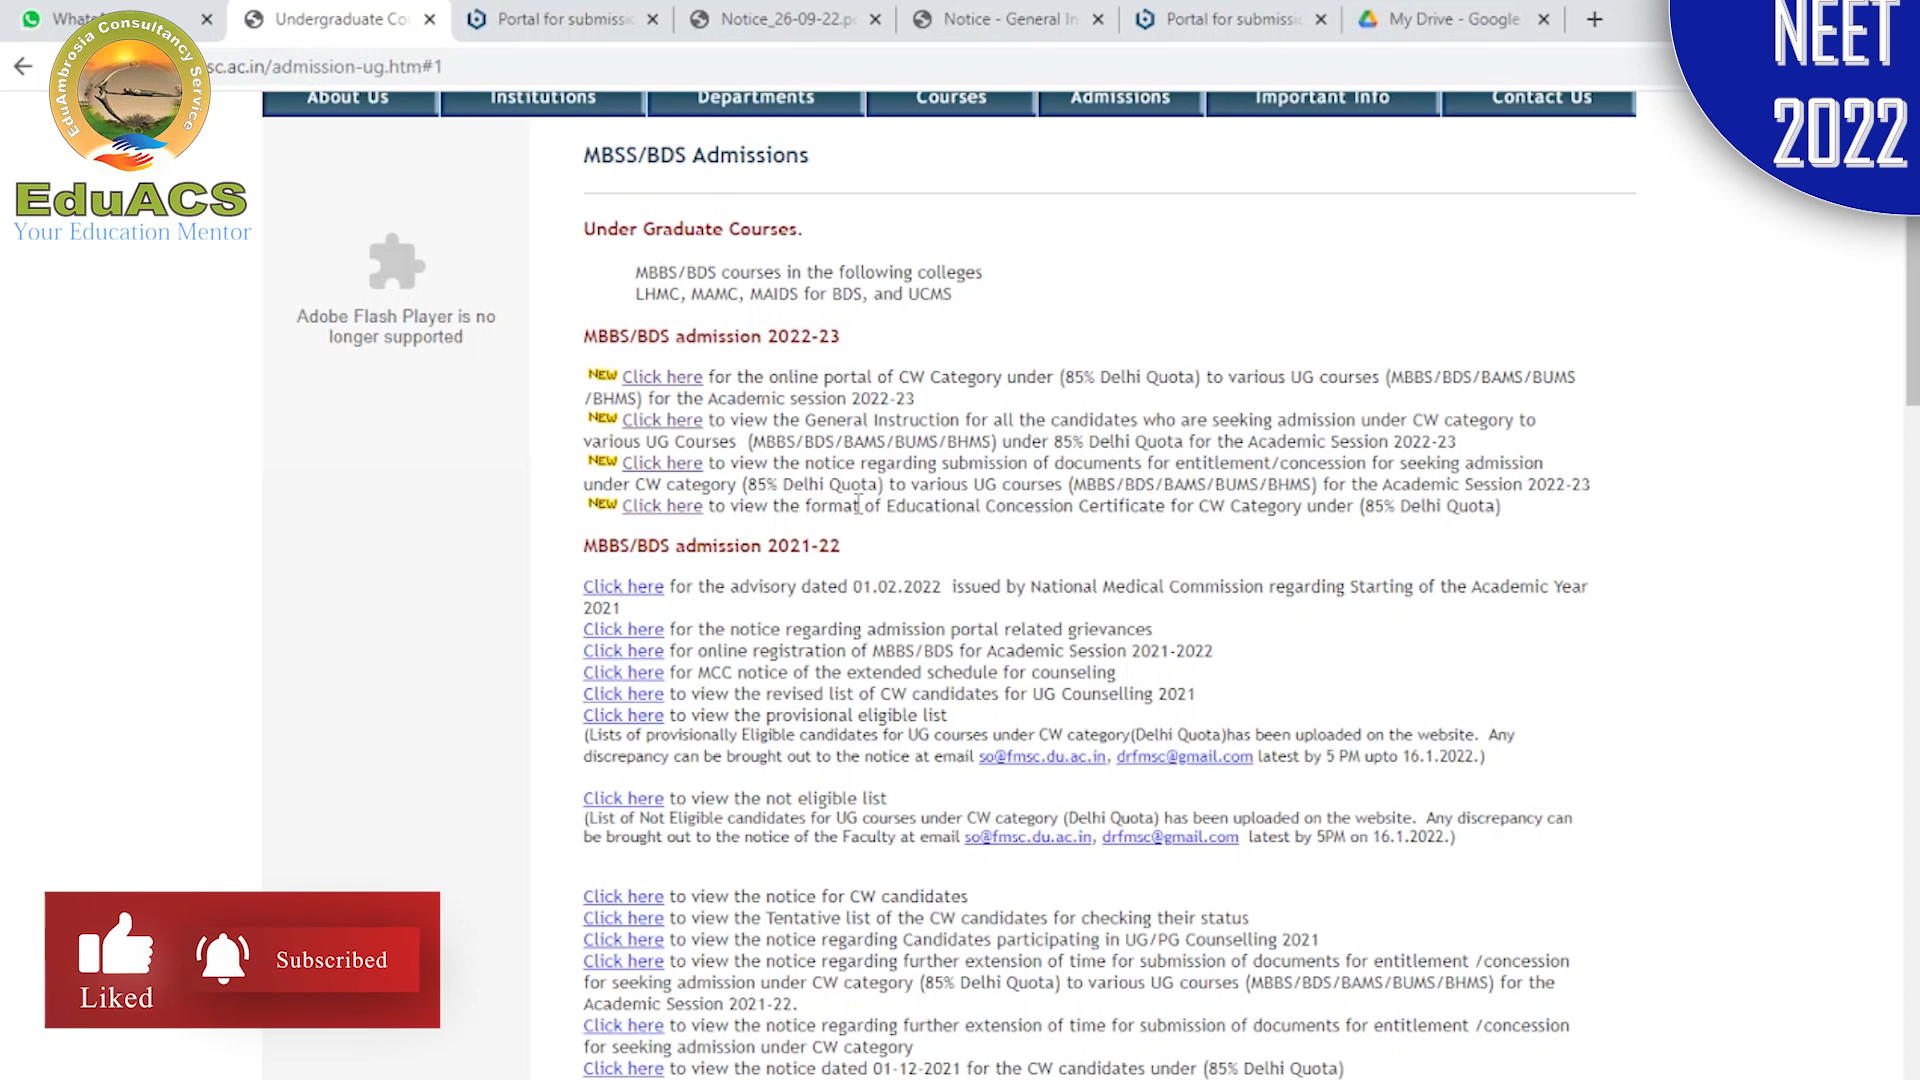 Whats
Undergraduate Co
Portal for submissi
Notice_26-09-22.p
Notice - General In
Portal for submissi
My Drive - Google
sc.ac.in/admission-ug.htm#1
NEET
2022
EduAmbrosia Consultancy Service
EduACS
Your Education Mentor
About Us
Institutions
Departments
Courses
Admissions
Important Info
Contact Us
MBSS/BDS Admissions
Under Graduate Courses.
MBBS/BDS courses in the following colleges
LHMC, MAMC, MAIDS for BDS, and UCMS
Adobe Flash Player is no
longer supported
MBBS/BDS admission 2022-23
NEW Click here for the online portal of CW Category under (85% Delhi Quota) to various UG courses (MBBS/BDS/BAMS/BUMS
/BHMS) for the Academic session 2022-23
NEW Click here to view the General Instruction for all the candidates who are seeking admission under CW category to
various UG Courses (MBBS/BDS/BAMS/BUMS/BHMS) under 85% Delhi Quota for the Academic Session 2022-23
NEW Click here to view the notice regarding submission of documents for entitlement/concession for seeking admission
under CW category (85% Delhi Quota) to various UG courses (MBBS/BDS/BAMS/BUMS/BHMS) for the Academic Session 2022-23
NEW Click here to view the format of Educational Concession Certificate for CW Category under (85% Delhi Quota)
MBBS/BDS admission 2021-22
Click here for the advisory dated 01.02.2022 issued by National Medical Commission regarding Starting of the Academic Year
2021
Click here for the notice regarding admission portal related grievances
Click here for online registration of MBBS/BDS for Academic Session 2021-2022
Click here for MCC notice of the extended schedule for counseling
Click here to view the revised list of CW candidates for UG Counselling 2021
Click here to view the provisional eligible list
(Lists of provisionally Eligible candidates for UG courses under CW category(Delhi Quota)has been uploaded on the website. Any
discrepancy can be brought out to the notice at email so@fmsc.du.ac.in, drfmsc@gmail.com latest by 5 PM upto 16.1.2022.)
Click here to view the not eligible list
(List of Not Eligible candidates for UG courses under CW category (Delhi Quota) has been uploaded on the website. Any discrepancy can
be brought out to the notice of the Faculty at email so@fmsc.du.ac.in, drfmsc@gmail.com latest by 5PM on 16.1.2022.)
Click here to view the notice for CW candidates
Click here to view the Tentative list of the CW candidates for checking their status
Click here to view the notice regarding Candidates participating in UG/PG Counselling 2021
Click here to view the notice regarding further extension of time for submission of documents for entitlement /concession
for seeking admission under CW category (85% Delhi Quota) to various UG courses (MBBS/BDS/BAMS/BUMS/BHMS) for the
Academic Session 2021-22.
Click here to view the notice regarding further extension of time for submission of documents for entitlement /concession
for seeking admission under CW category
Click here to view the notice dated 01-12-2021 for the CW candidates under (85% Delhi Quota)
Liked
Subscribed